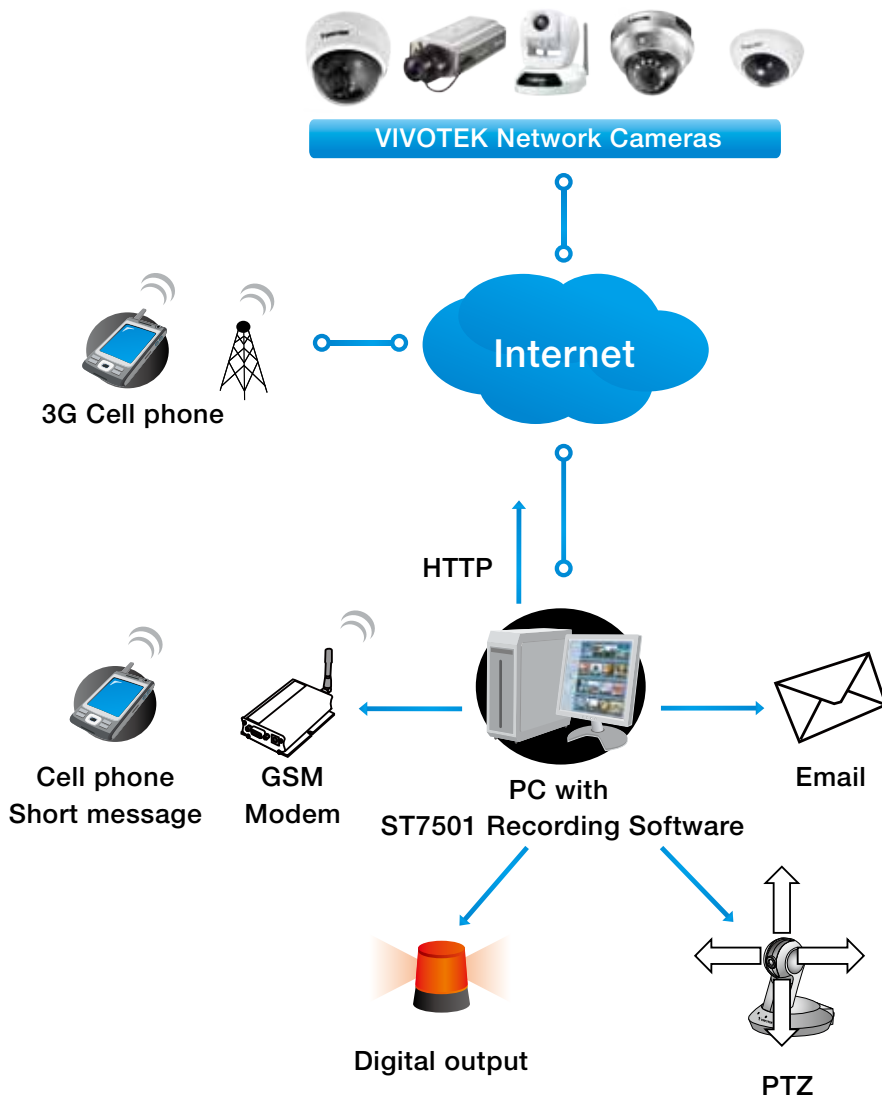 VIVOTEK Network Cameras
Internet
3G Cell phone
HTTP
Cell phone
Short message
GSM
Modem
PC with
ST7501 Recording Software
Email
Digital output
PTZ